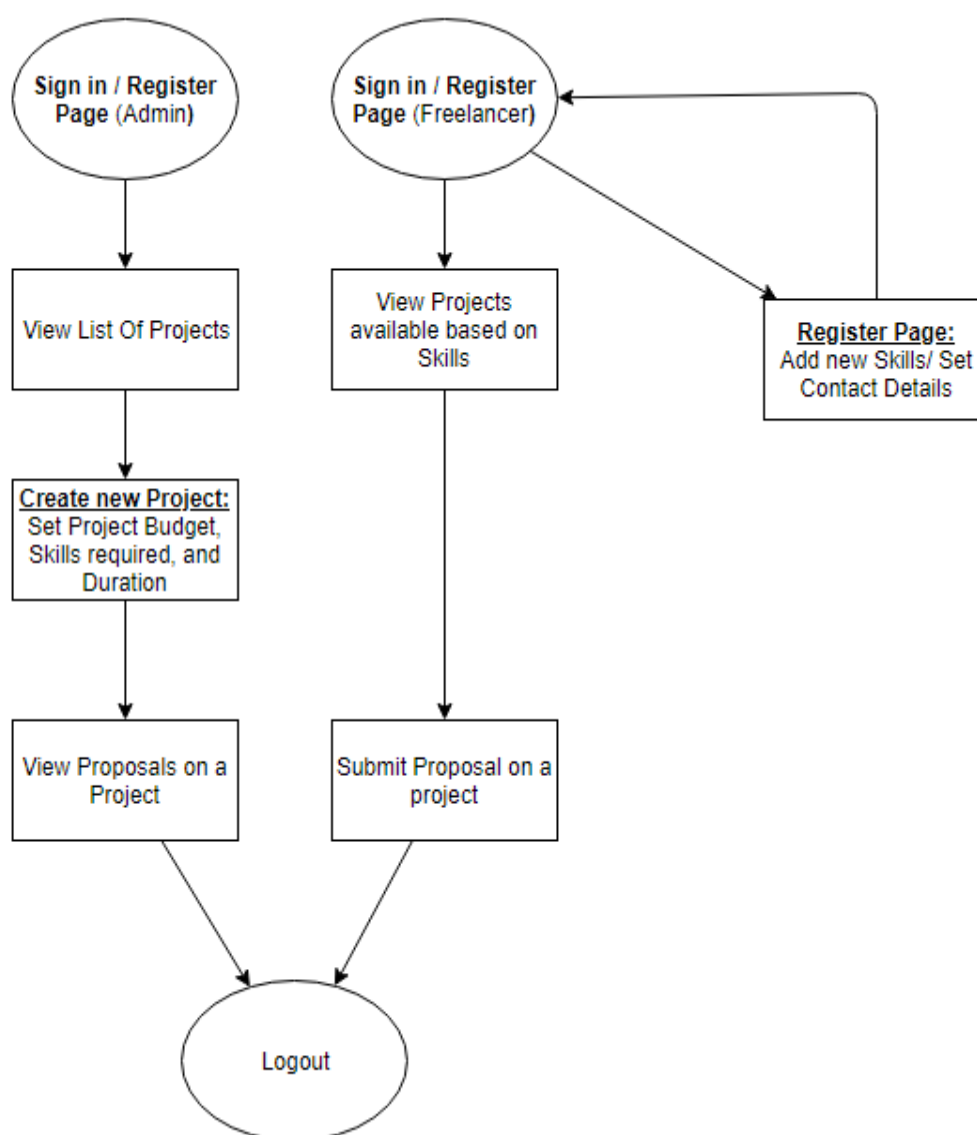 Sign in / Register
Page (Admin)
Sign in / Register
Page (Freelancer)
View List Of Projects
View Projects
available based on
Skills
Register Page:
Add new Skills/ Set
Contact Details
Create new Project:
Set Project Budget,
Skills required, and
Duration
View Proposals on a
Project
Submit Proposal on a
project
Logout